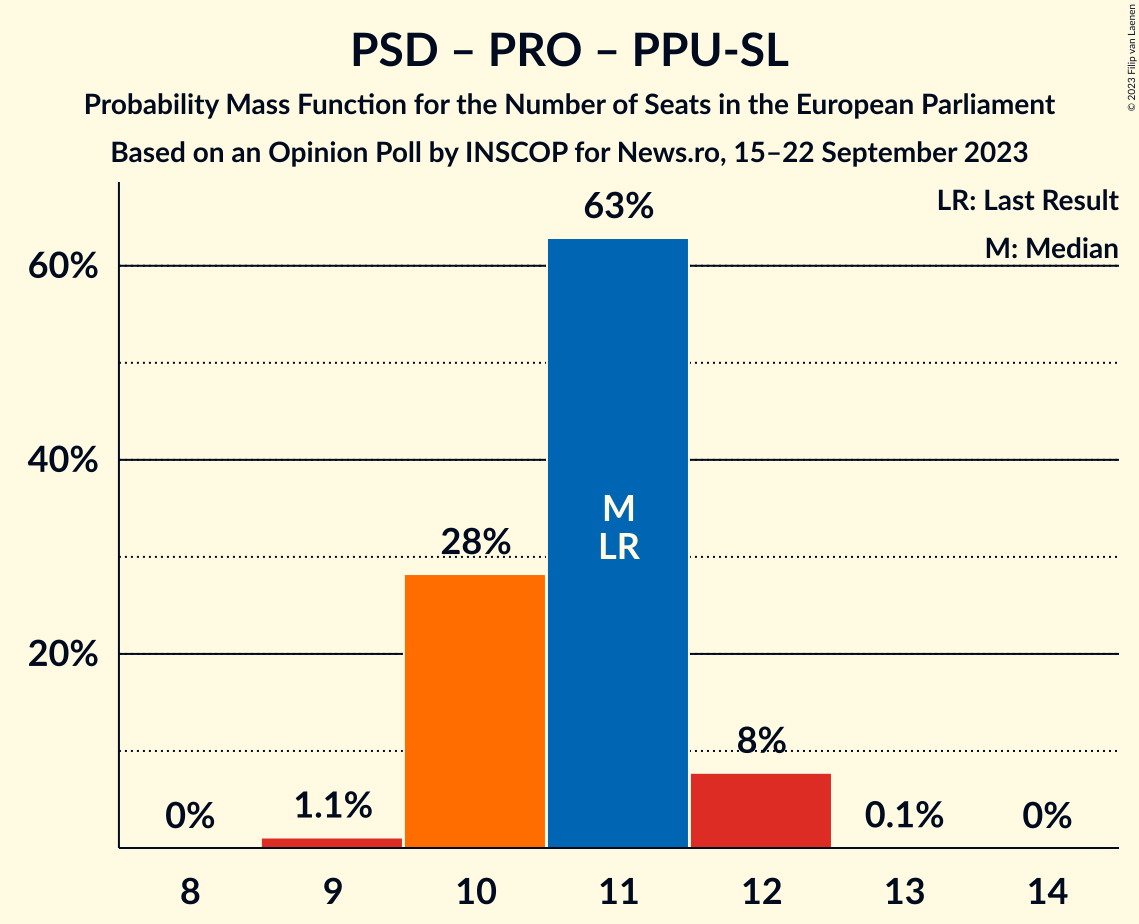 PSD – PRO – PPU-SL
Probability Mass Function for the Number of Seats in the European Parliament
Based on an Opinion Poll by INSCOP for News.ro, 15–22 September 2023
© 2023 Filip van Laenen
LR: Last Result
M: Median
60%
40%
20%
0%
1.1%
28%
63%
8%
0.1%
0%
M
LR
8
9
10
11
12
13
14